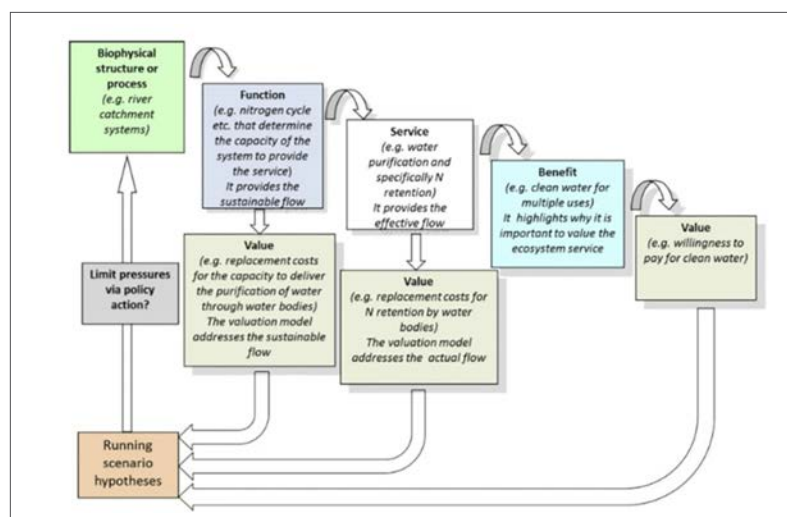 Biophysical
structure or
process
(e.g. river
catchment
systems)
Function
(e.g. nitrogen cycle
etc. that determine
the capacity of the
system to provide
the service)
It provides the
sustainable flow
Service
(e.g. water
purification and
specifically N
retention)
It provides the
effective flow
Benefit
(e.g. clean water for
multiple uses)
It highlights why it is
important to value the
ecosystem service
Value
(e.g. willingness to
pay for clean water)
Value
(e.g. replacement costs
for the capacity to deliver
the purification of water
through water bodies)
The valuation model
addresses the sustainable
flow
Value
(e.g. replacement costs for
N retention by water
bodies)
The valuation model
addresses the actual flow
Limit pressures
via policy
action?
Running
scenario
hypotheses